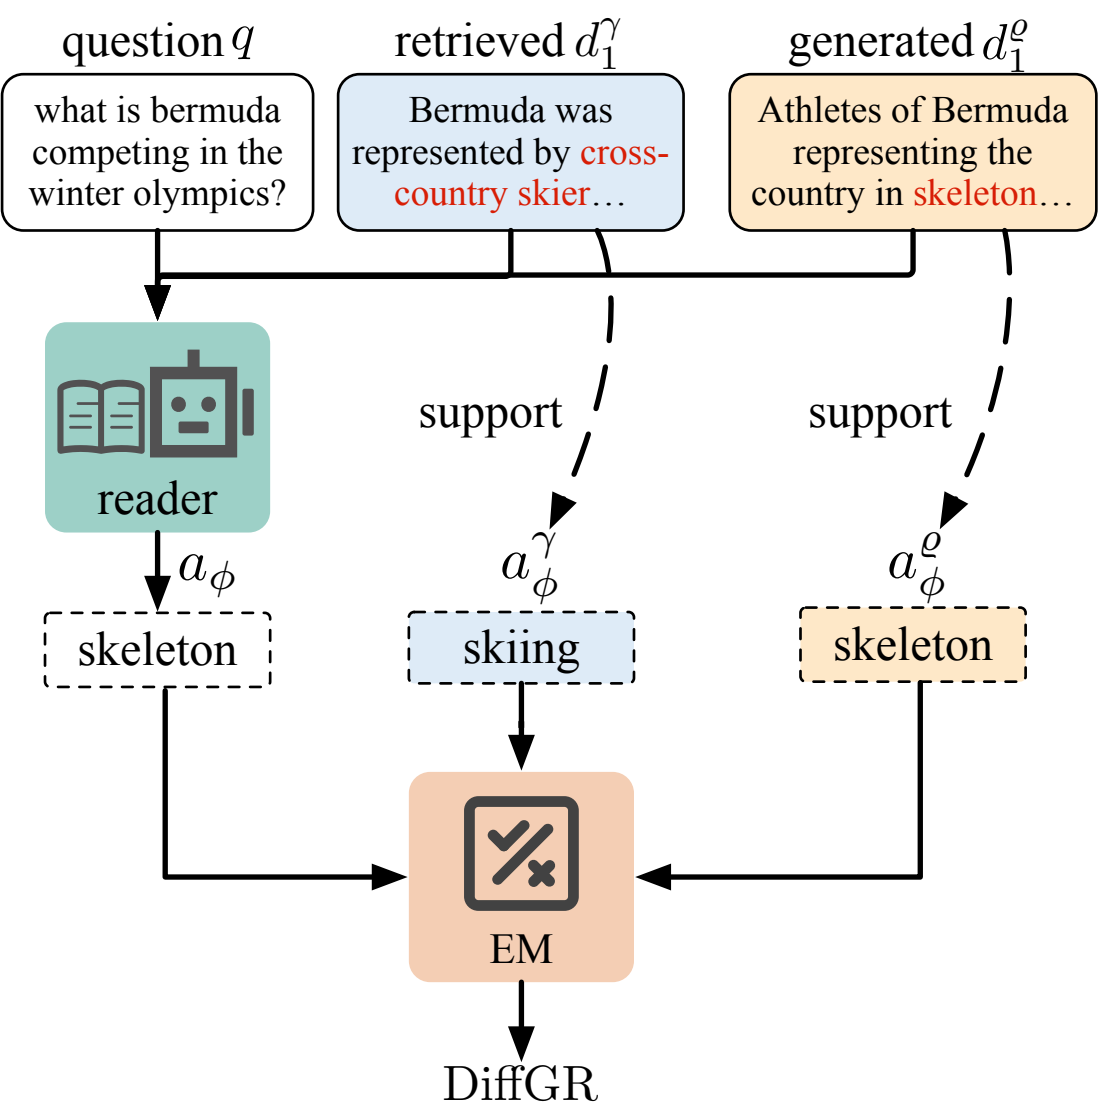 question q
what is bermuda
competing in the
winter olympics?
retrieved d₁^γ
Bermuda was
represented by cross-
country skier…
generated d₁^ϱ
Athletes of Bermuda
representing the
country in skeleton…
reader
support
support
a_ϕ
a_ϕ^γ
a_ϕ^ϱ
skeleton
skiing
skeleton
EM
DiffGR